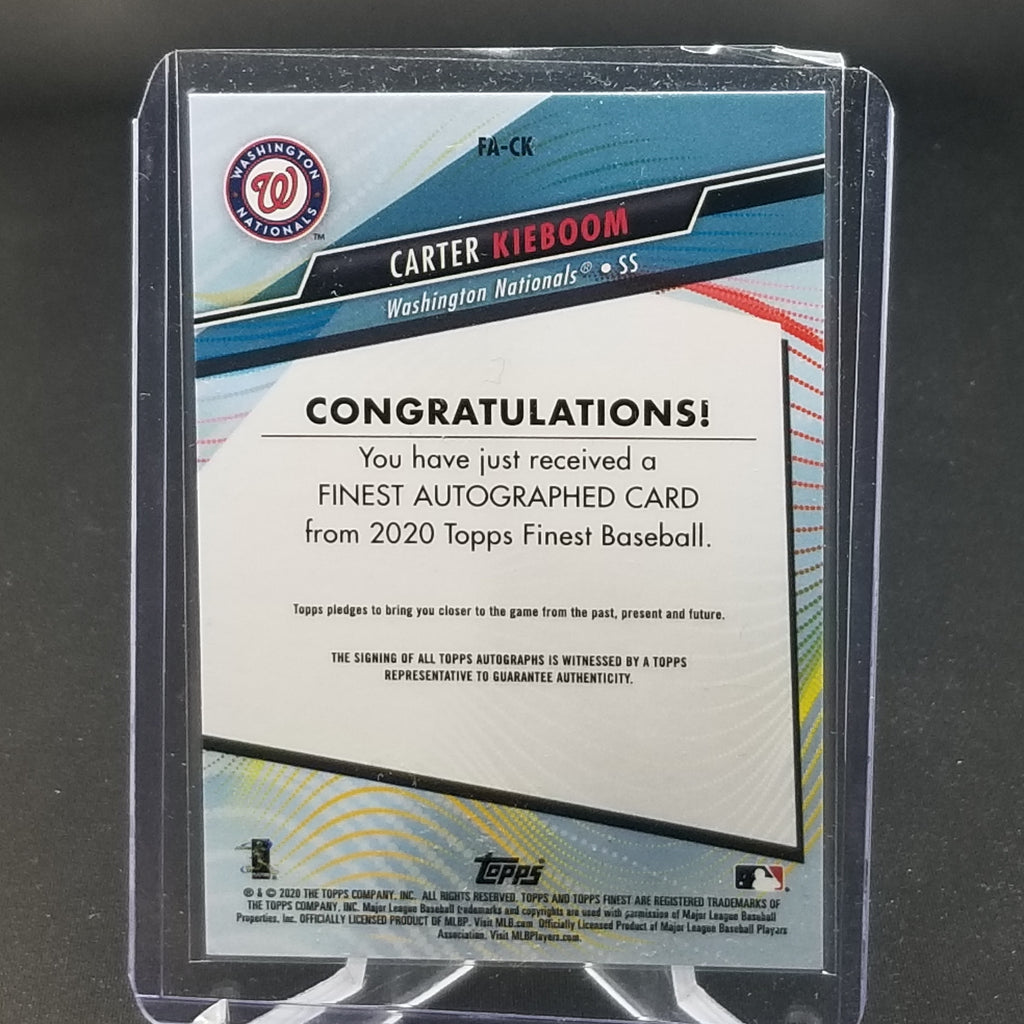 FA-CK
WASHINGTON
W
NATIONALS
TM
CARTER KIEBOOM
Washington Nationals® • SS
CONGRATULATIONS!
You have just received a
FINEST AUTOGRAPHED CARD
from 2020 Topps Finest Baseball.
Topps pledges to bring you closer to the game from the past, present and future.
THE SIGNING OF ALL TOPPS AUTOGRAPHS IS WITNESSED BY A TOPPS
REPRESENTATIVE TO GUARANTEE AUTHENTICITY.
topps
® & © 2020 THE TOPPS COMPANY, INC. ALL RIGHTS RESERVED. TOPPS AND TOPPS FINEST ARE REGISTERED TRADEMARKS OF
THE TOPPS COMPANY, INC. Major League Baseball trademarks and copyrights are used with permission of Major League Baseball
Properties, Inc. OFFICIALLY LICENSED PRODUCT OF MLBP. Visit MLB.com Officially Licensed Product of Major League Baseball Players
Association. Visit MLBPlayers.com.